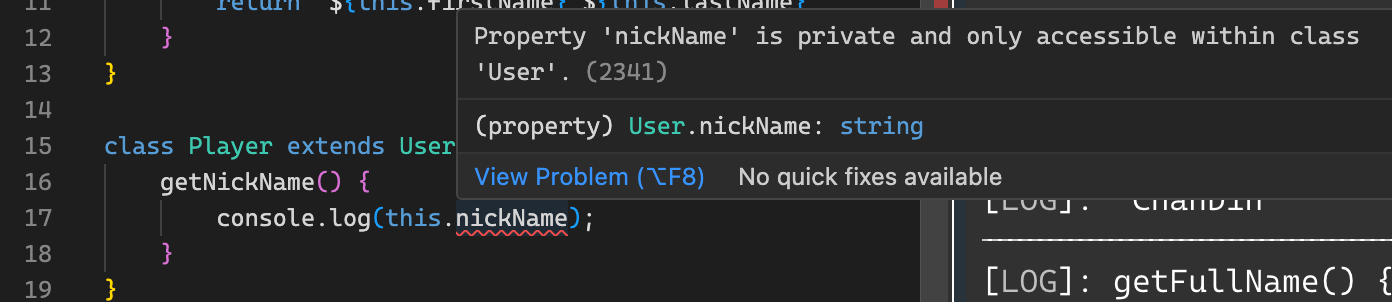 11 return `${this.firstName} ${this.lastName}
12 }
13 }
14
15 class Player extends User
16 getNickName() {
17 console.log(this.nickName);
18 }
19 }
Property 'nickName' is private and only accessible within class
'User'. (2341)
(property) User.nickName: string
View Problem (⌥F8) No quick fixes available
[LOG]:
[LOG]: getFullName() {